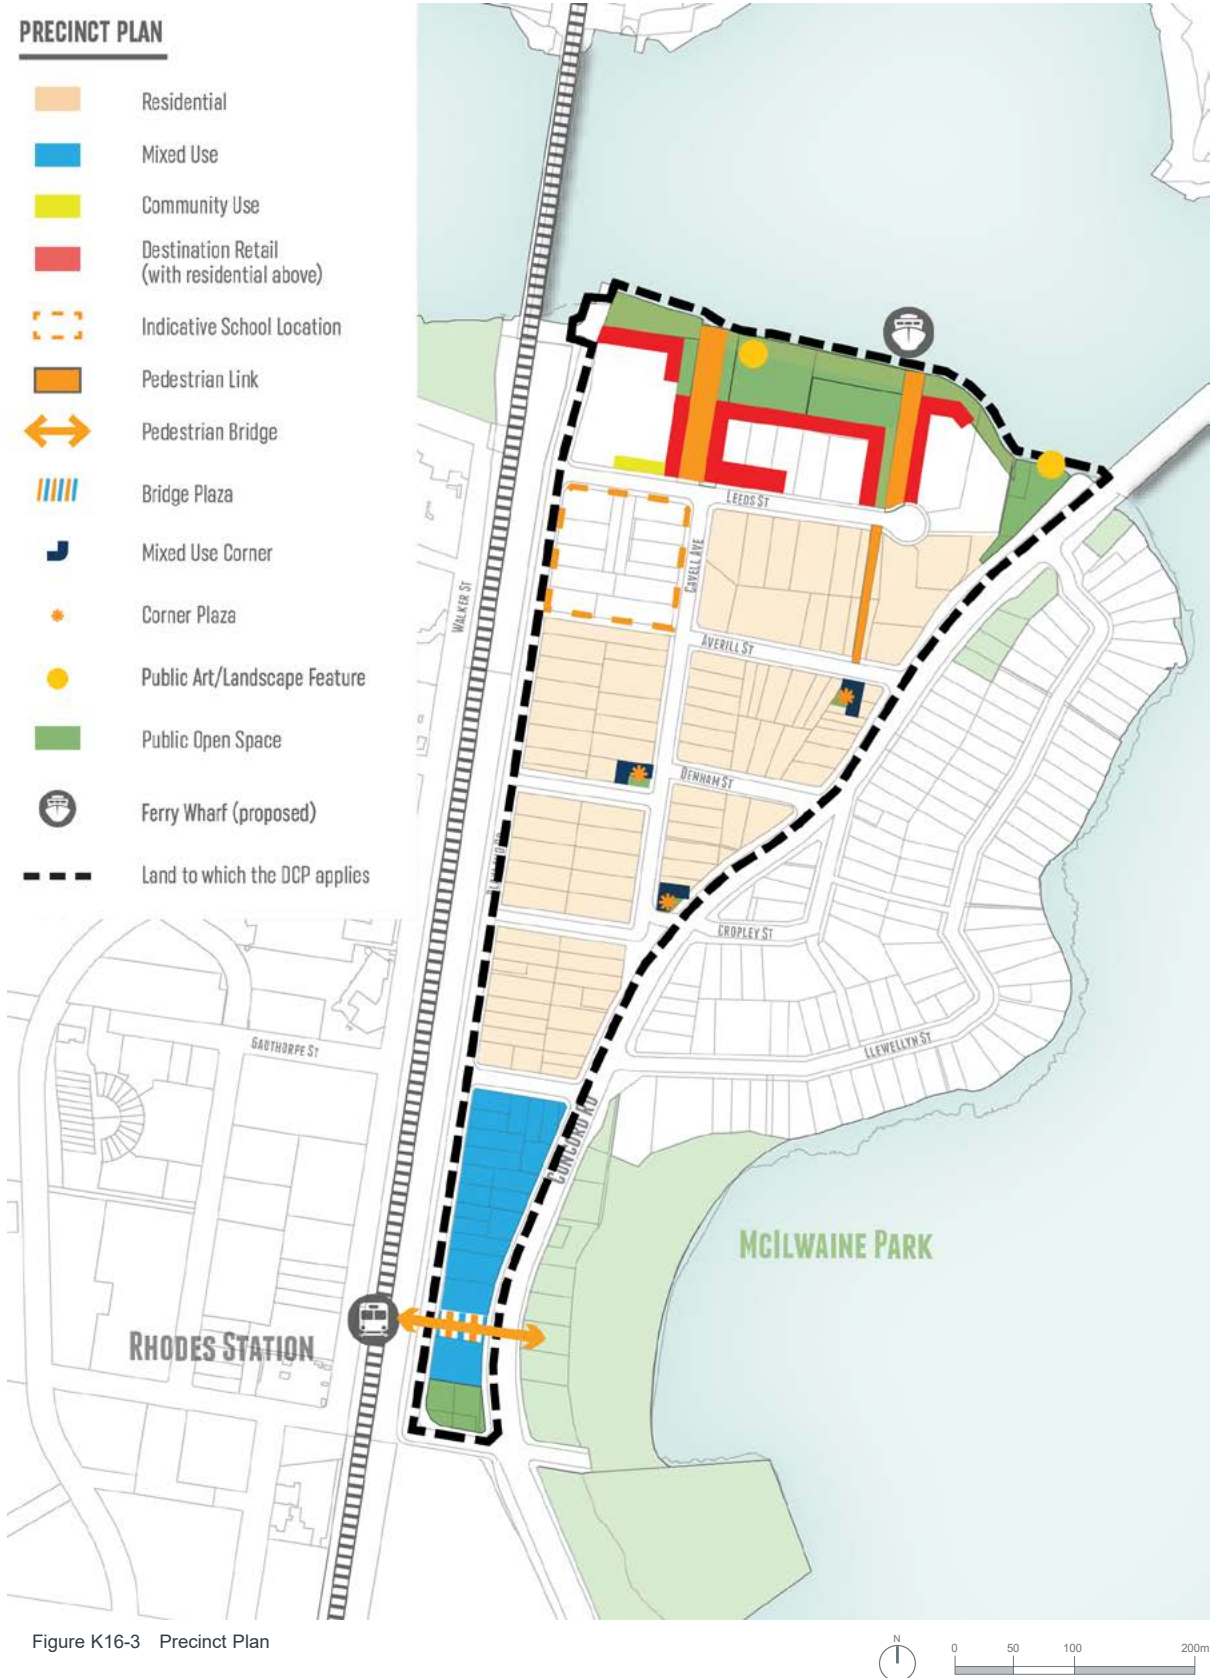 PRECINCT PLAN
Residential
Mixed Use
Community Use
Destination Retail
(with residential above)
Indicative School Location
Pedestrian Link
Pedestrian Bridge
Bridge Plaza
Mixed Use Corner
Corner Plaza
Public Art/Landscape Feature
Public Open Space
Ferry Wharf (proposed)
Land to which the DCP applies
LEEDS ST
CAVELL AVE
WALKER ST
AVERILL ST
DENHAM ST
CROPLEY ST
GAUTHORPE ST
LLEWELLYN ST
CONCORD RD
MCILWAINE PARK
RHODES STATION
Figure K16-3 Precinct Plan
N
0 50 100 200m